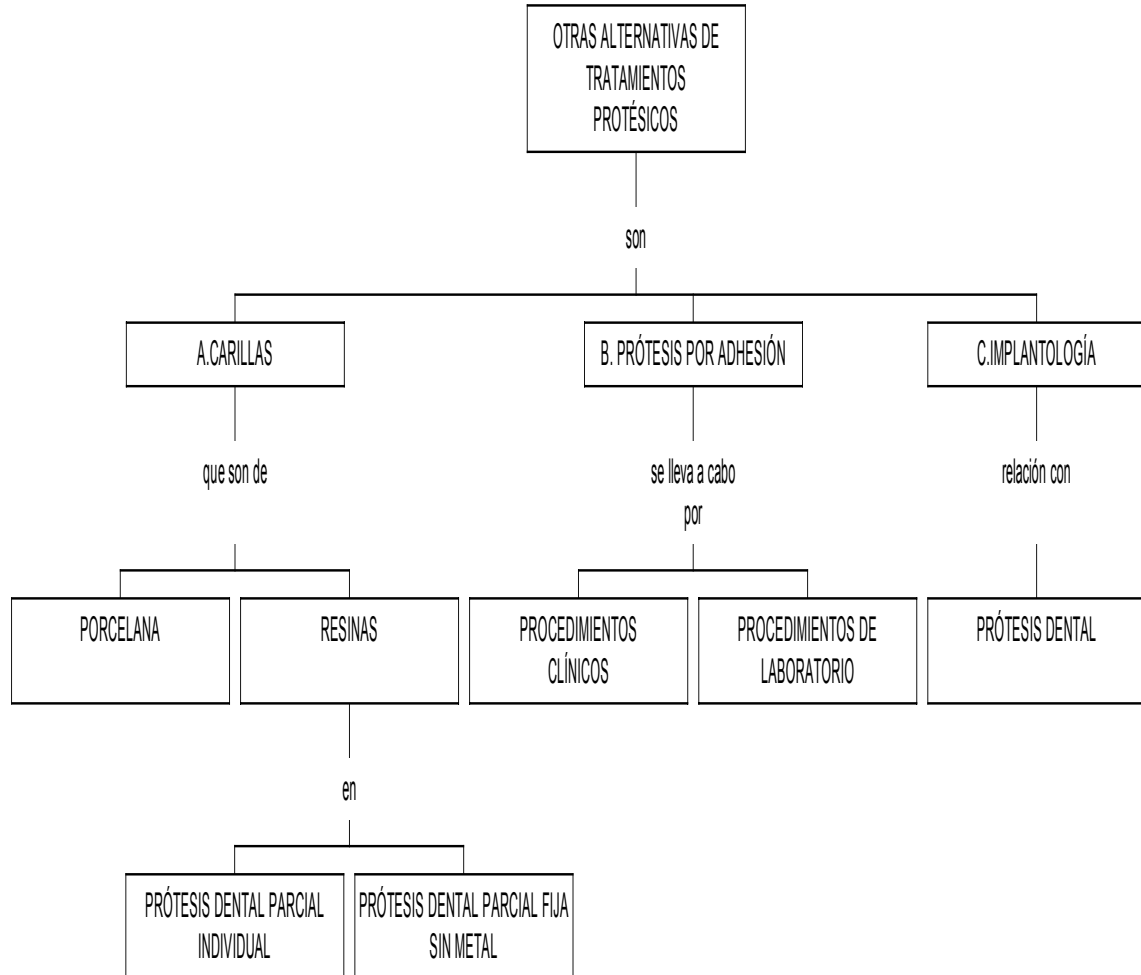 OTRAS ALTERNATIVAS DE
TRATAMIENTOS
PROTÉSICOS
son
A.CARILLAS
B. PRÓTESIS POR ADHESIÓN
C.IMPLANTOLOGÍA
que son de
se lleva a cabo
por
relación con
PORCELANA
RESINAS
PROCEDIMIENTOS
CLÍNICOS
PROCEDIMIENTOS DE
LABORATORIO
PRÓTESIS DENTAL
en
PRÓTESIS DENTAL PARCIAL
INDIVIDUAL
PRÓTESIS DENTAL PARCIAL FIJA
SIN METAL